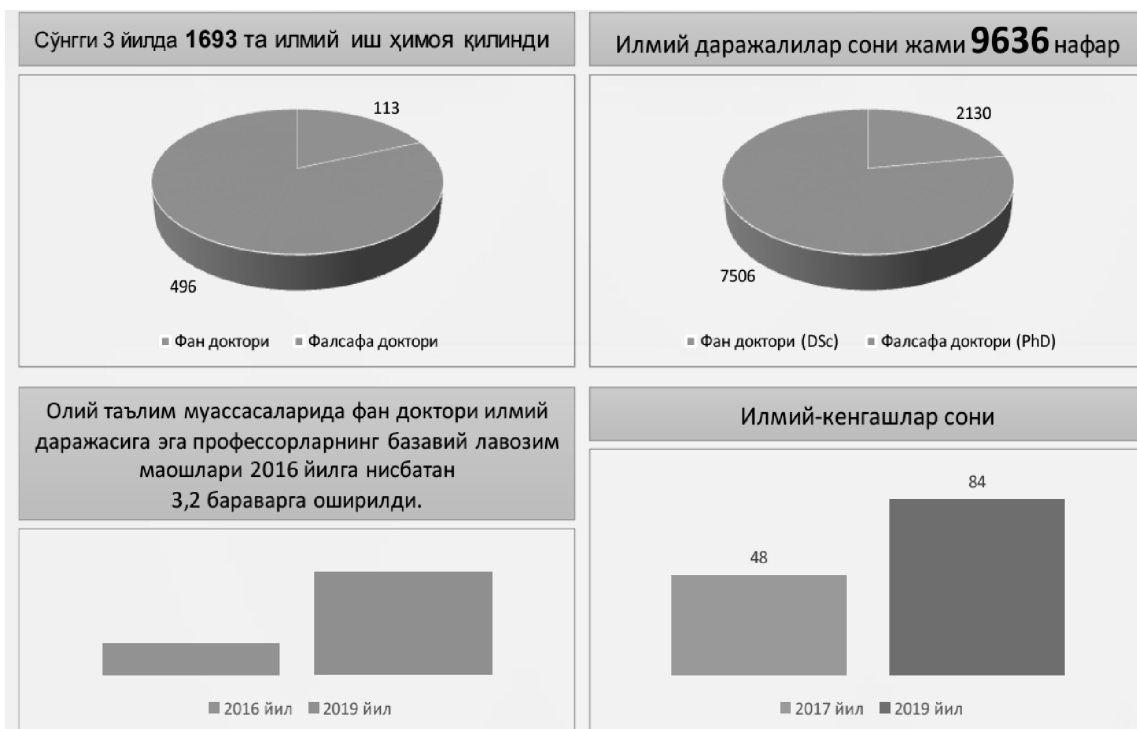 Сўнгги 3 йилда 1693 та илмий иш ҳимоя қилинди
113
496
Фан доктори Фалсафа доктори
Илмий даражалилар сони жами 9636 нафар
2130
7506
Фан доктори (DSc) Фалсафа доктори (PhD)
Олий таълим муассасаларида фан доктори илмий
даражасига эга профессорларнинг базавий лавозим
маошлари 2016 йилга нисбатан
3,2 бараварга оширилди.
2016 йил 2019 йил
Илмий-кенгашлар сони
48
84
2017 йил 2019 йил